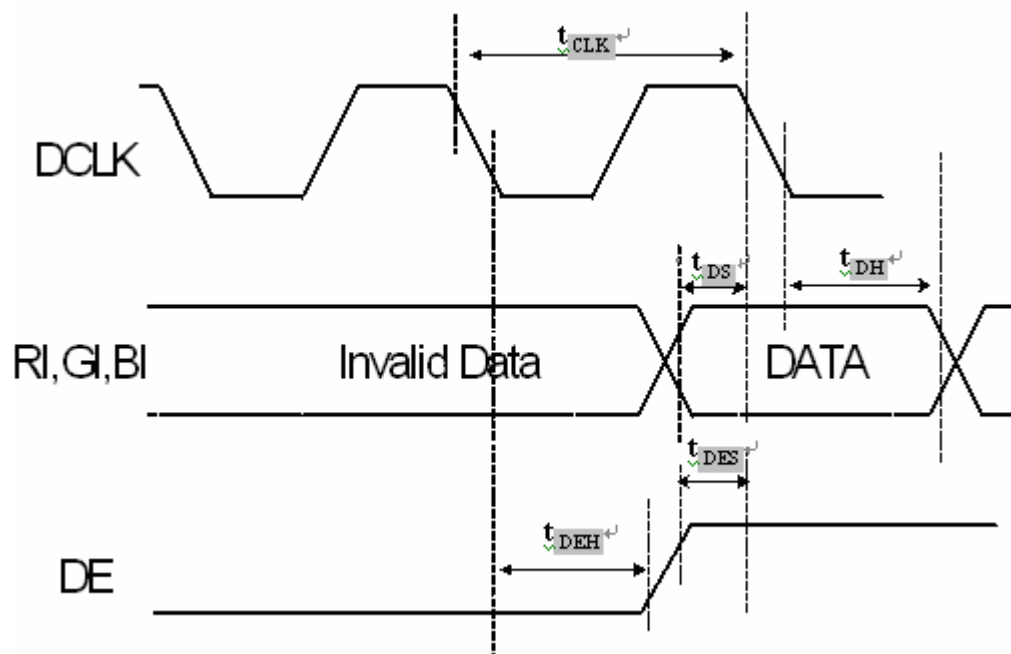 tCLK
DCLK
tDS
tDH
RI,GI,BI
Invalid Data
DATA
tDES
tDEH
DE